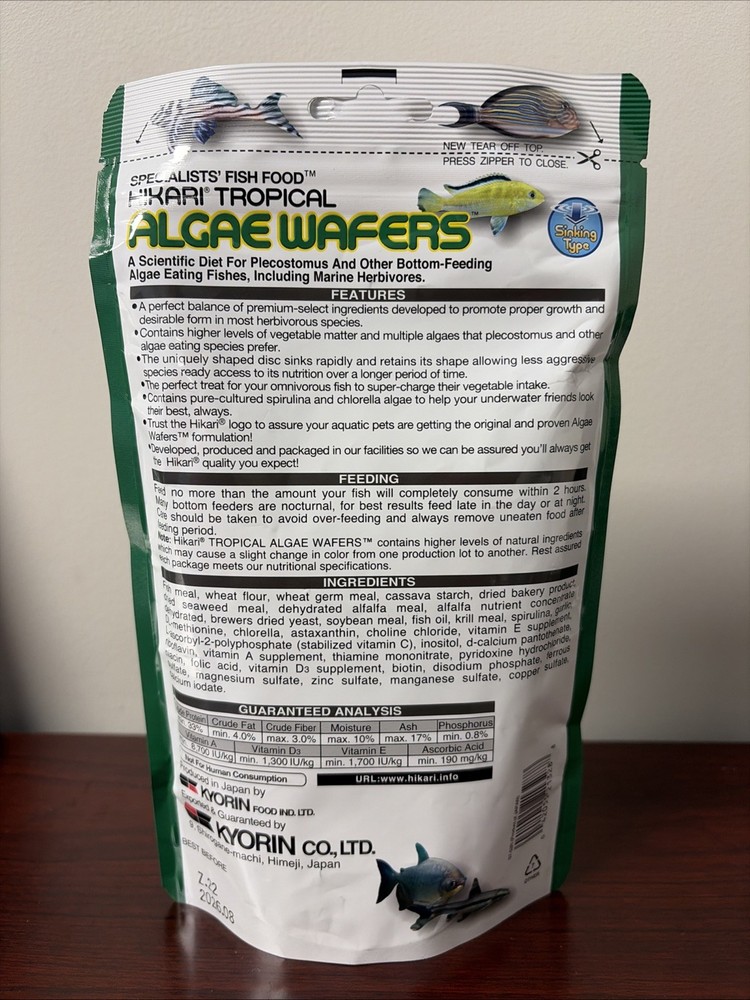 NEW TEAR OFF TOP.
PRESS ZIPPER TO CLOSE.
SPECIALISTS' FISH FOOD™
HIKARI® TROPICAL
ALGAE WAFERS™
Sinking
Type
A Scientific Diet For Plecostomus And Other Bottom-Feeding
Algae Eating Fishes, Including Marine Herbivores.
FEATURES
•A perfect balance of premium-select ingredients developed to promote proper growth and
desirable form in most herbivorous species.
•Contains higher levels of vegetable matter and multiple algaes that plecostomus and other
algae eating species prefer.
•The uniquely shaped disc sinks rapidly and retains its shape allowing less aggressive
species ready access to its nutrition over a longer period of time.
•The perfect treat for your omnivorous fish to super-charge their vegetable intake.
•Contains pure-cultured spirulina and chlorella algae to help your underwater friends look
their best, always.
•Trust the Hikari® logo to assure your aquatic pets are getting the original and proven Algae
Wafers™ formulation!
•Developed, produced and packaged in our facilities so we can be assured you'll always get
the Hikari® quality you expect!
FEEDING
Feed no more than the amount your fish will completely consume within 2 hours.
Many bottom feeders are nocturnal, for best results feed late in the day or at night.
Care should be taken to avoid over-feeding and always remove uneaten food after
feeding period.
Note: Hikari® TROPICAL ALGAE WAFERS™ contains higher levels of natural ingredients
which may cause a slight change in color from one production lot to another. Rest assured
each package meets our nutritional specifications.
INGREDIENTS
Fish meal, wheat flour, wheat germ meal, cassava starch, dried bakery product,
dried seaweed meal, dehydrated alfalfa meal, alfalfa nutrient concentrate
dehydrated, brewers dried yeast, soybean meal, fish oil, krill meal, spirulina, garlic,
DL-methionine, chlorella, astaxanthin, choline chloride, vitamin E supplement,
L-ascorbyl-2-polyphosphate (stabilized vitamin C), inositol, d-calcium pantothenate,
riboflavin, vitamin A supplement, thiamine mononitrate, pyridoxine hydrochloride,
niacin, folic acid, vitamin D3 supplement, biotin, disodium phosphate, ferrous
sulfate, magnesium sulfate, zinc sulfate, manganese sulfate, copper sulfate,
calcium iodate.
GUARANTEED ANALYSIS
Protein Crude Fat Crude Fiber Moisture Ash Phosphorus
33% min. 4.0% max. 3.0% max. 10% max. 17% min. 0.8%
Vitamin A Vitamin D3 Vitamin E Ascorbic Acid
8,700 IU/kg min. 1,300 IU/kg min. 1,700 IU/kg min. 190 mg/kg
Not For Human Consumption
URL:www.hikari.info
Produced in Japan by
KYORIN FOOD IND. LTD.
Exported & Guaranteed by
KYORIN CO., LTD.
9, Shirogane-machi, Himeji, Japan
BEST BEFORE
Z.22
2026.08